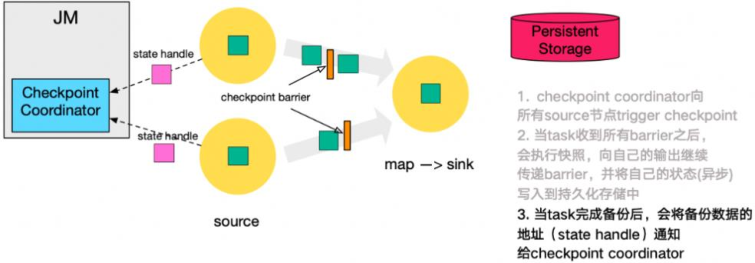 JM
Checkpoint
Coordinator
state handle
state handle
checkpoint barrier
source
map —> sink
Persistent
Storage
1. checkpoint coordinator向
所有source节点trigger checkpoint
2. 当task收到所有barrier之后，
会执行快照，向自己的输出继续
传递barrier，并将自己的状态(异步)
写入到持久化存储中
3. 当task完成备份后，会将备份数据的
地址（state handle）通知
给checkpoint coordinator